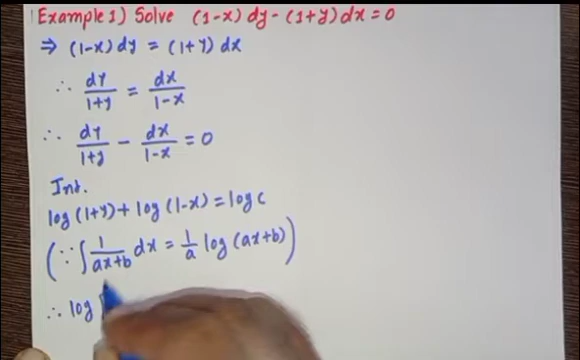 Example 1) Solve (1-x) dy - (1+y) dx = 0
⇒ (1-x) dy = (1+y) dx
∴ dy/1+y = dx/1-x
∴ dy/1+y - dx/1-x = 0
Int.
log (1+y) + log (1-x) = log c
(∵ ∫ 1/ax+b dx = 1/a log (ax+b))
∴ log